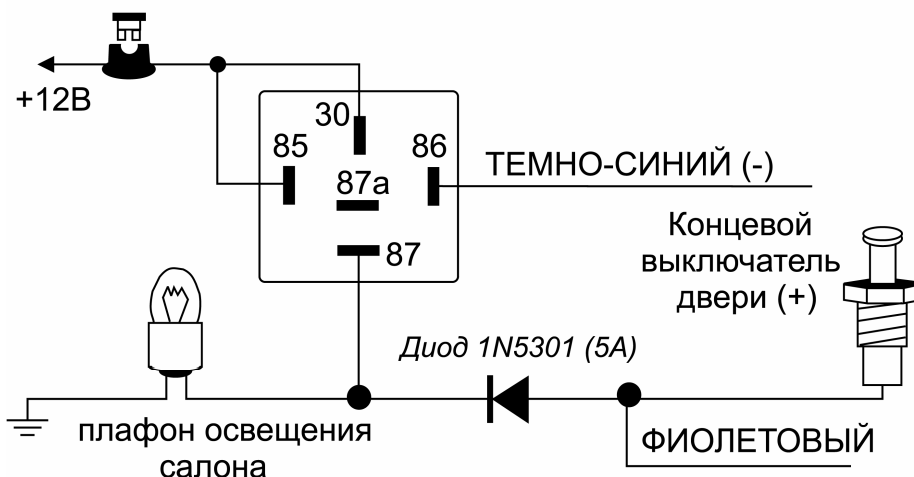 +12В
30
85
86
87а
87
ТЕМНО-СИНИЙ (-)
Концевой
выключатель
двери (+)
Диод 1N5301 (5А)
ФИОЛЕТОВЫЙ
плафон освещения
салона